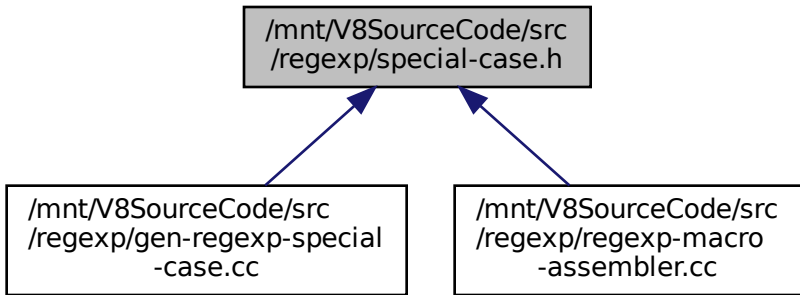 /mnt/V8SourceCode/src
/regexp/special-case.h
/mnt/V8SourceCode/src
/regexp/gen-regexp-special
-case.cc
/mnt/V8SourceCode/src
/regexp/regexp-macro
-assembler.cc